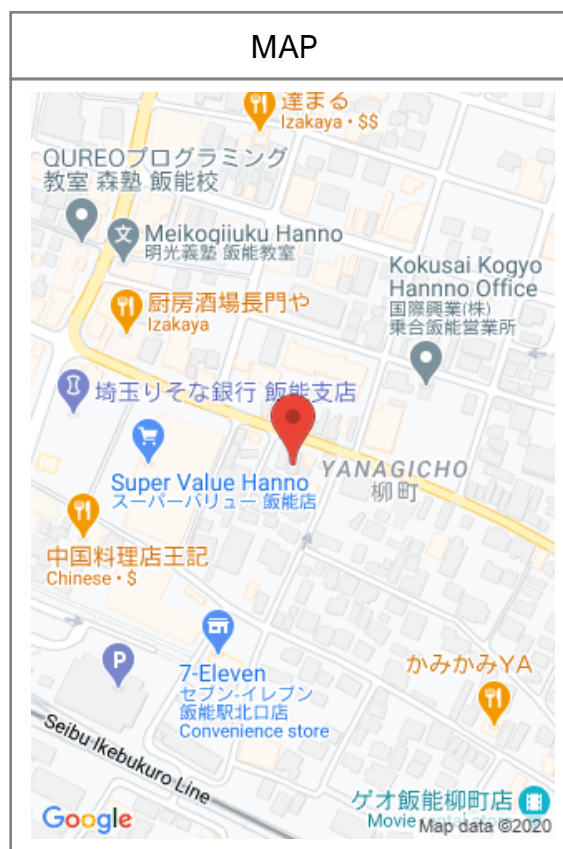 MAP
達まる
Izakaya • $$
QUREOプログラミング
教室 森塾 飯能校
Meikogiiuku Hanno
明光義塾 飯能教室
Kokusai Kogyo
Hannno Office
国際興業(株)
乗合飯能営業所
厨房酒場長門や
Izakaya
埼玉りそな銀行 飯能支店
Super Value Hanno
スーパーバリュー 飯能店
YANAGICHO
柳町
中国料理店王記
Chinese • $
P
7-Eleven
セブン-イレブン
飯能駅北口店
Convenience store
かみかみYA
Seibu Ikebukuro Line
ゲオ飯能柳町店
Movie
Google
Map data ©2020